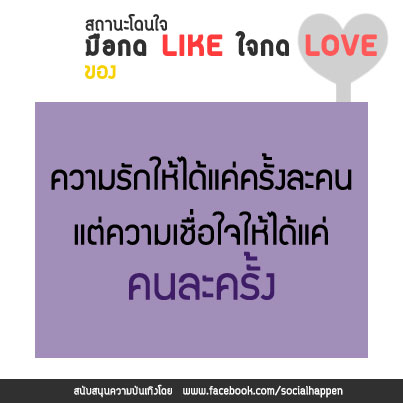 สถานะโดนใจ
มือกด LIKE ใจกด LOVE
ของ
ความรักให้ได้แค่ครั้งละคน
แต่ความเชื่อใจให้ได้แค่
คนละครั้ง
สนับสนุนความบันเทิงโดย www.facebook.com/socialhappen